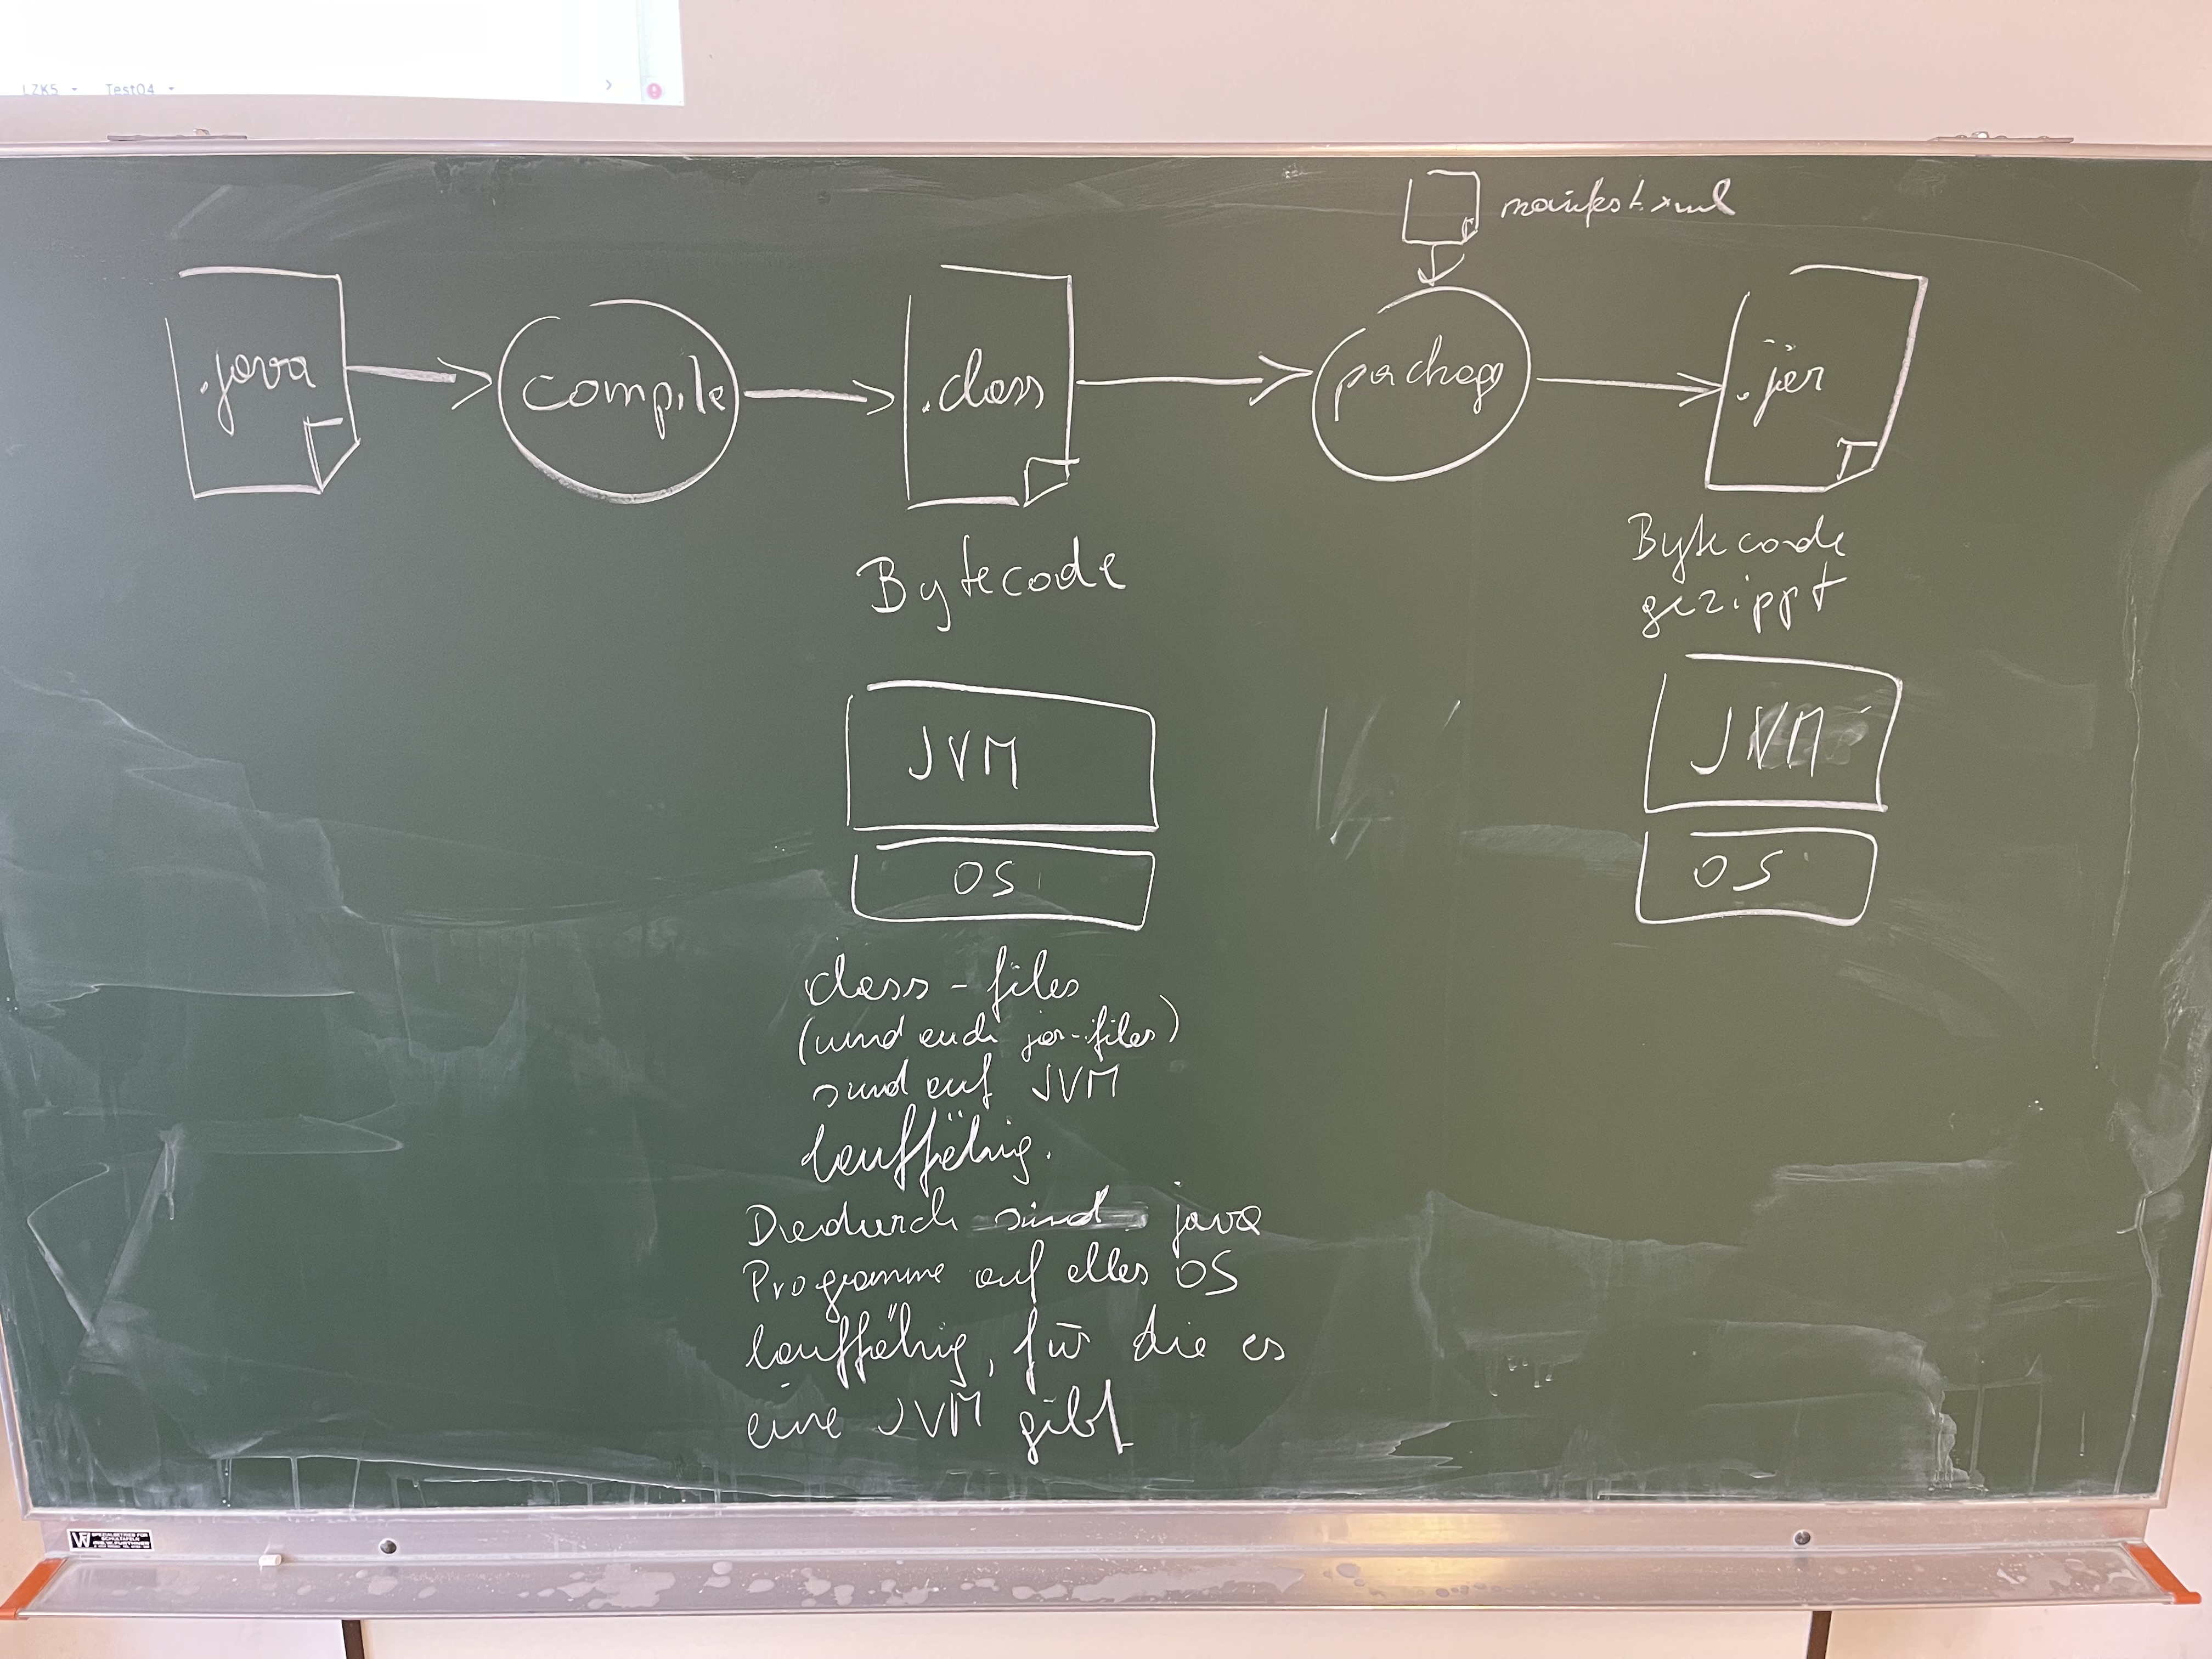 LZK5
Test04
manifest.xml
.java
compile
.class
package
.jar
Bytecode
Bytecode
gezippt
JVM
OS
JVM
OS
class-files
(und auch jar-files)
sind auf JVM
lauffähig.
Dadurch sind java
Programme auf alles OS
lauffähig, für die es
eine JVM gibt